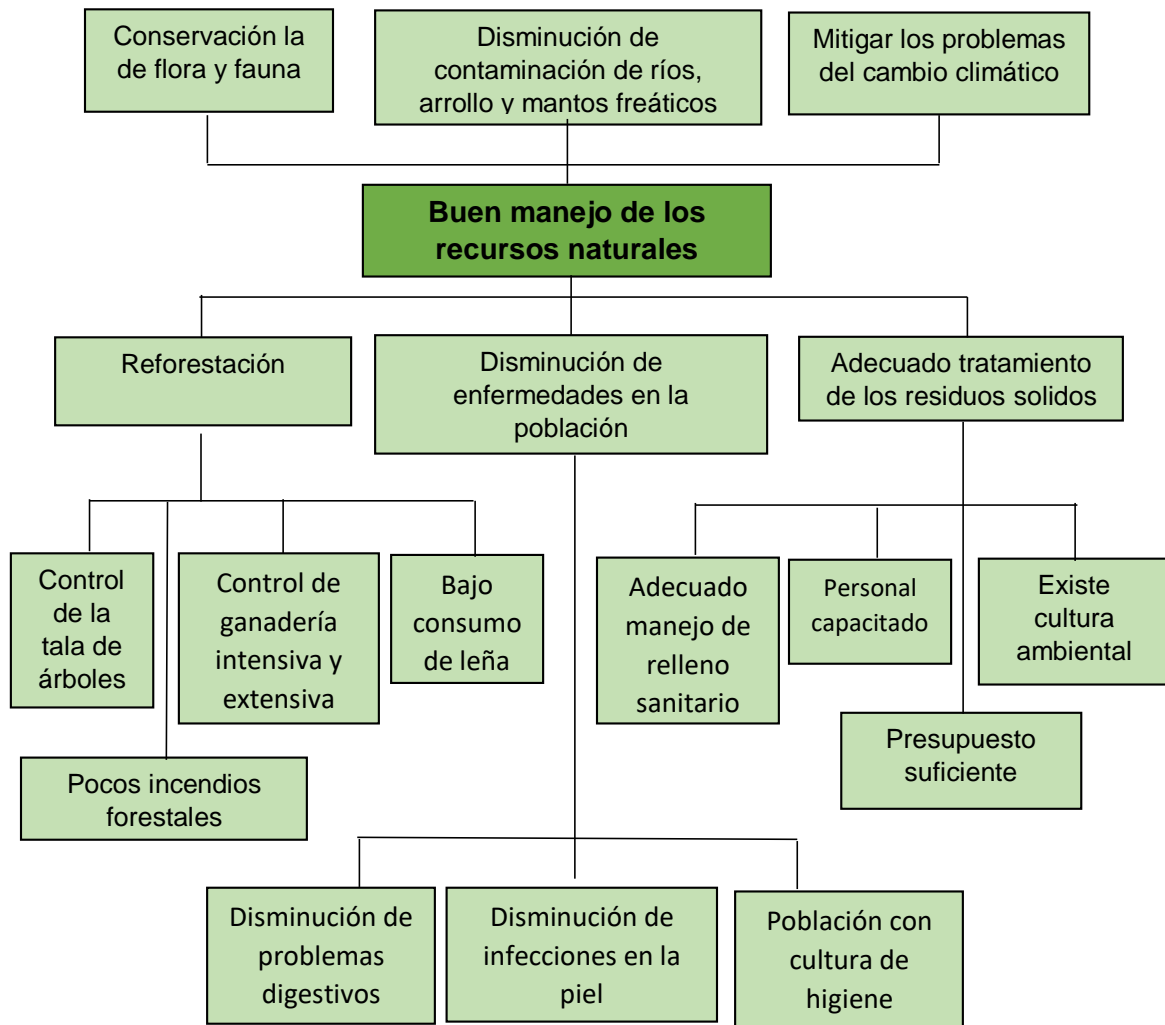 Conservación la
de flora y fauna
Disminución de
contaminación de ríos,
arrollo y mantos freáticos
Mitigar los problemas
del cambio climático
Buen manejo de los
recursos naturales
Reforestación
Disminución de
enfermedades en la
población
Adecuado tratamiento
de los residuos solidos
Control
de la
tala de
árboles
Control de
ganadería
intensiva y
extensiva
Bajo
consumo
de leña
Adecuado
manejo de
relleno
sanitario
Personal
capacitado
Existe
cultura
ambiental
Presupuesto
suficiente
Pocos incendios
forestales
Disminución de
problemas
digestivos
Disminución de
infecciones en la
piel
Población con
cultura de
higiene